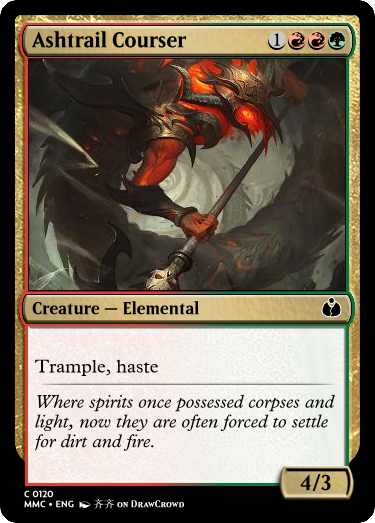 Ashtrail Courser 1
Creature — Elemental
Trample, haste
Where spirits once possessed corpses and
light, now they are often forced to settle
for dirt and fire.
4/3
C 0120
MMC • ENG 齐齐 on DrawCrowd